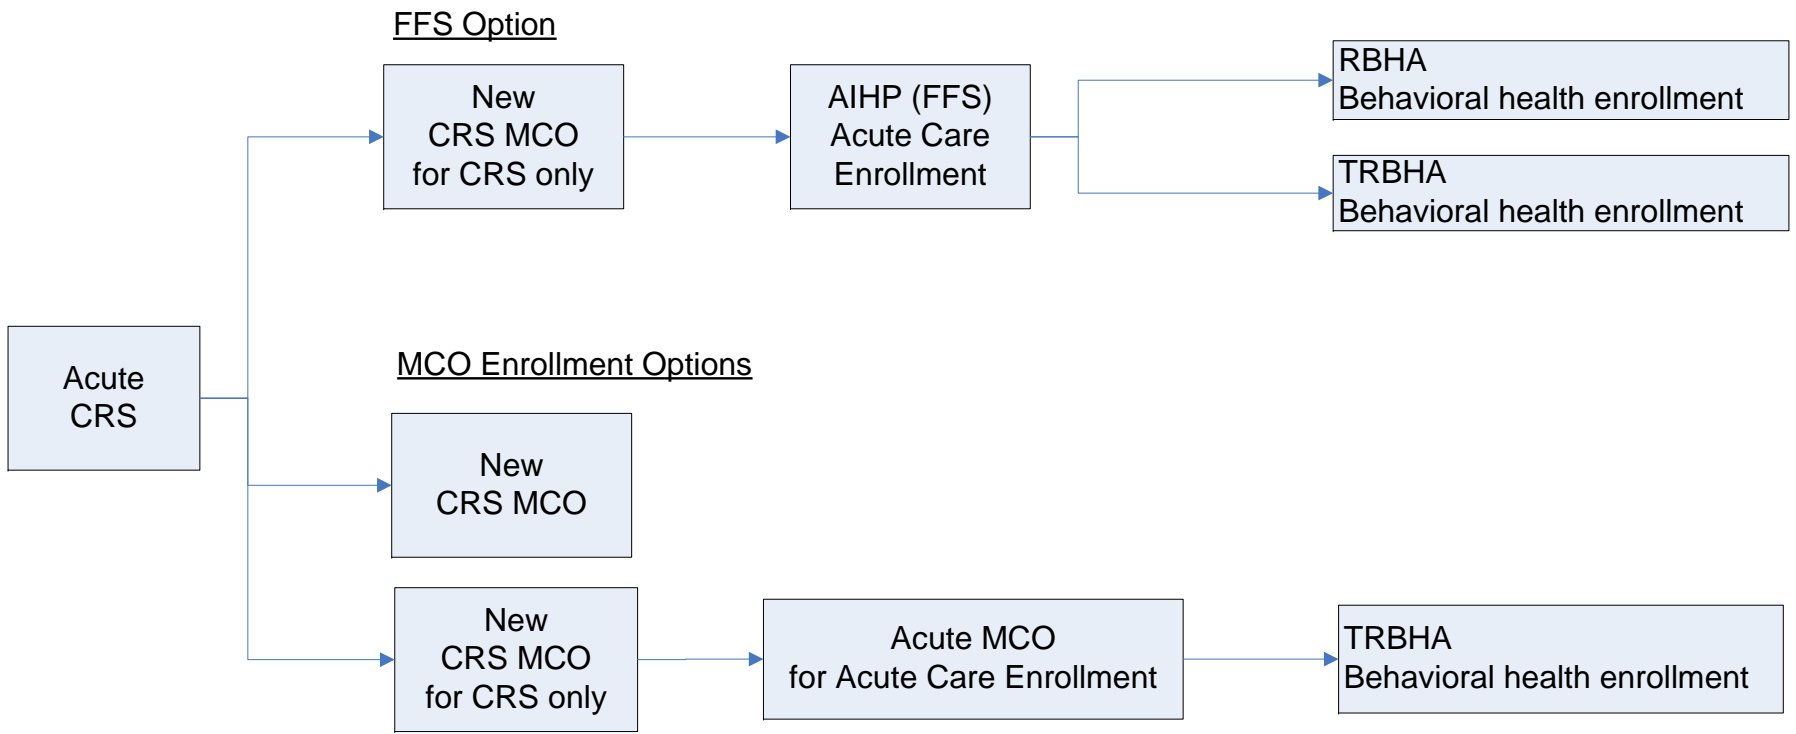 FFS Option
New
CRS MCO
for CRS only
AIHP (FFS)
Acute Care
Enrollment
RBHA
Behavioral health enrollment
TRBHA
Behavioral health enrollment
Acute
CRS
MCO Enrollment Options
New
CRS MCO
New
CRS MCO
for CRS only
Acute MCO
for Acute Care Enrollment
TRBHA
Behavioral health enrollment